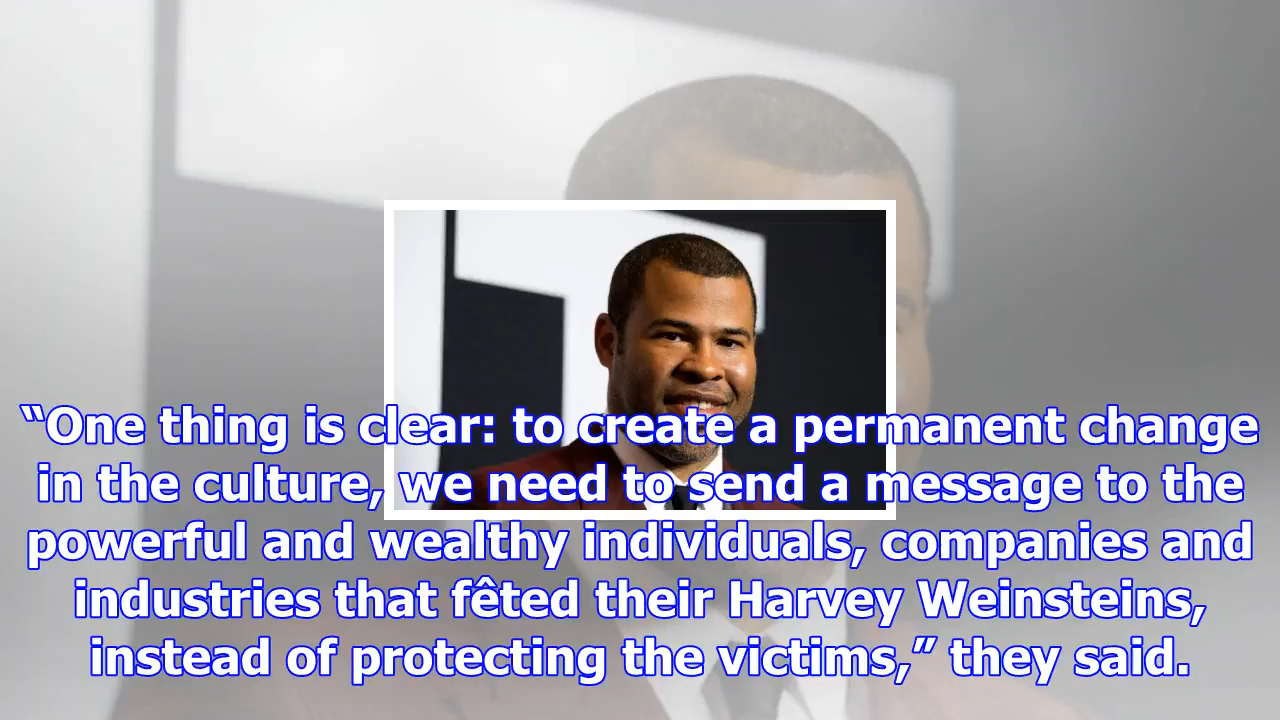 “One thing is clear: to create a permanent change
in the culture, we need to send a message to the
powerful and wealthy individuals, companies and
industries that fêted their Harvey Weinsteins,
instead of protecting the victims,” they said.